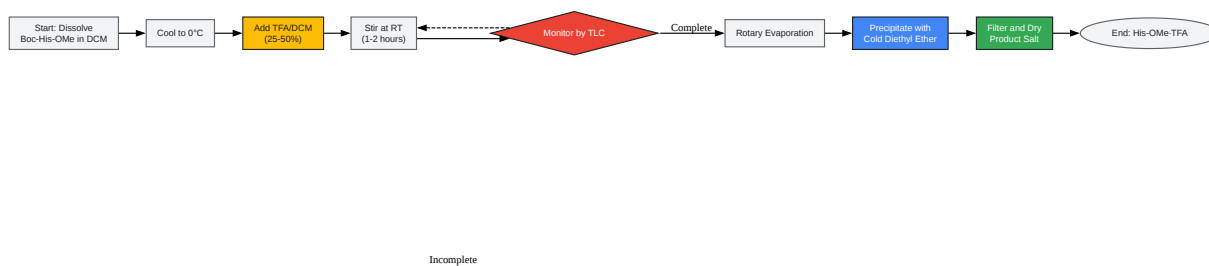 Start: Dissolve
Boc-His-OMe in DCM
Cool to 0°C
Add TFA/DCM
(25-50%)
Stir at RT
(1-2 hours)
Monitor by TLC
Complete
Rotary Evaporation
Precipitate with
Cold Diethyl Ether
Filter and Dry
Product Salt
End: His-OMe·TFA
Incomplete